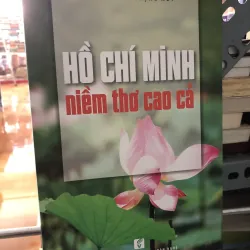 HỒ CHÍ MINH
niềm thơ cao cả